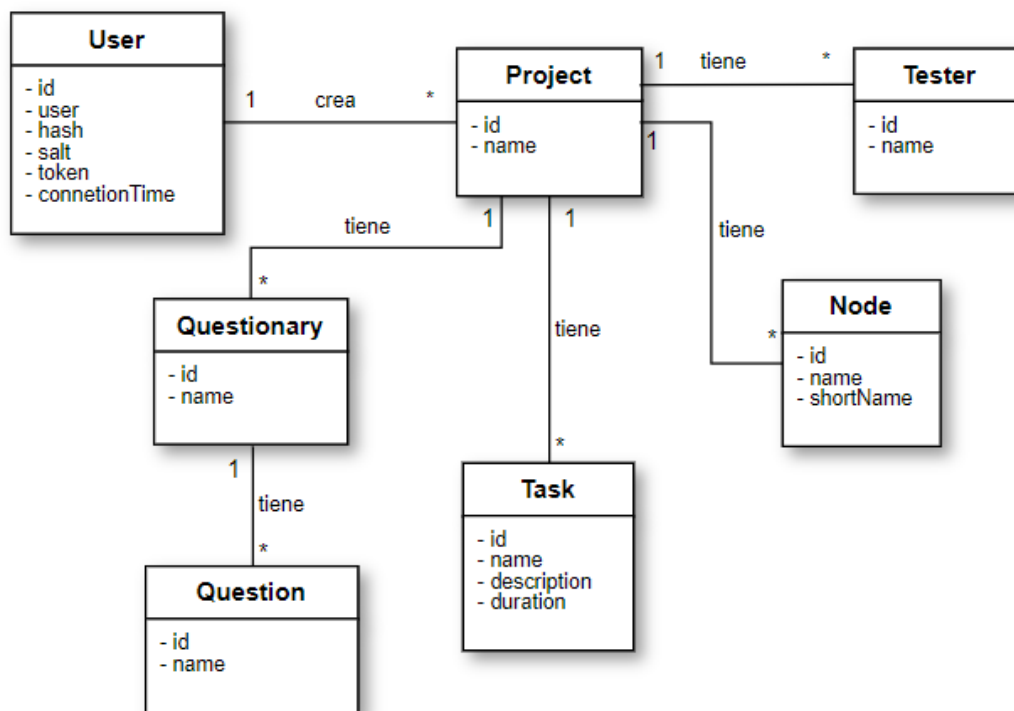 User
- id
- user
- hash
- salt
- token
- connetionTime
1 crea *
Project
- id
- name
1 tiene *
Tester
- id
- name
1
tiene
*
Node
- id
- name
- shortName
1
tiene
*
Questionary
- id
- name
1
tiene
*
Task
- id
- name
- description
- duration
1
tiene
*
Question
- id
- name